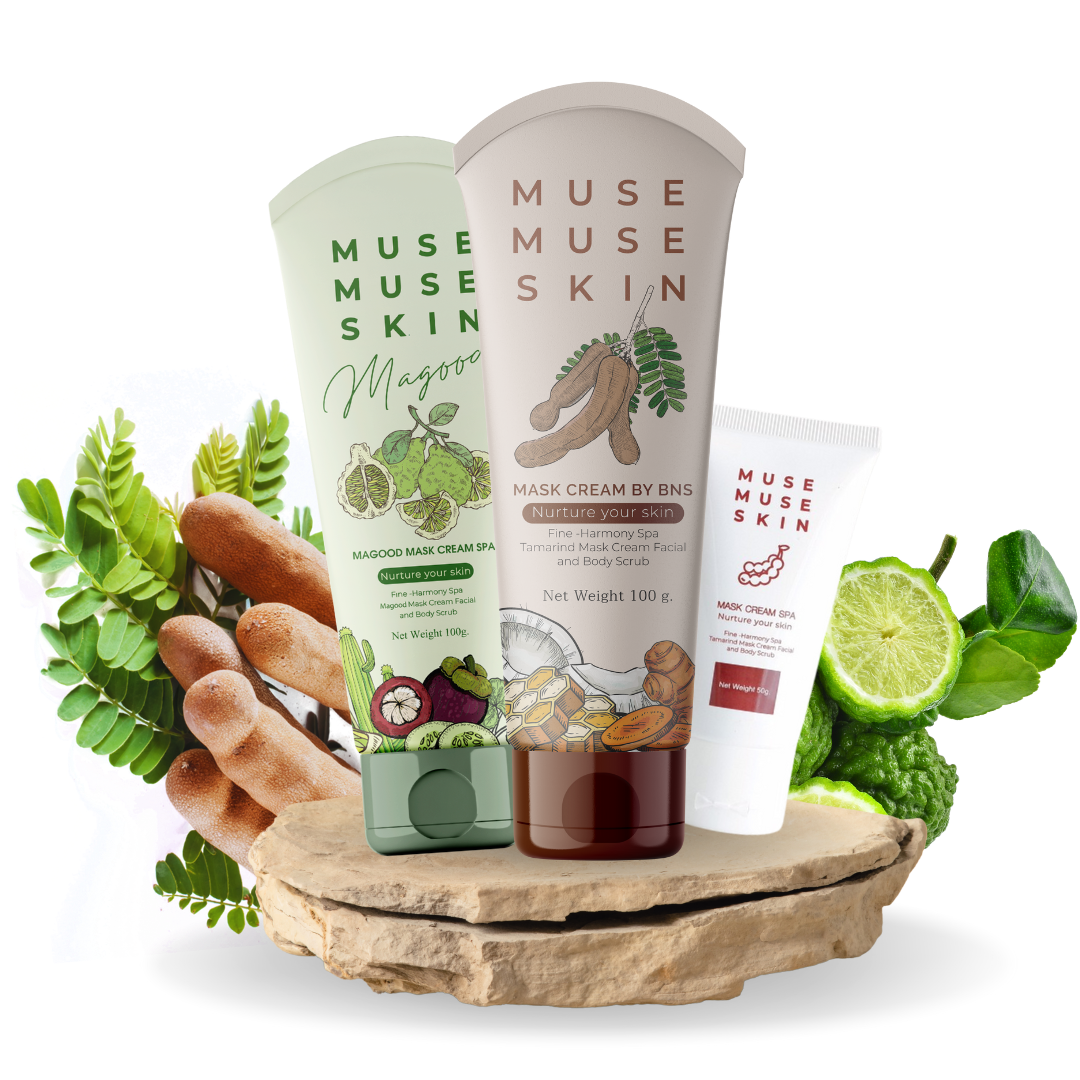 MUSE
MUSE
SKIN
Magood
MAGOOD MASK CREAM SPA
Nurture your skin
Fine -Harmony Spa
Magood Mask Cream Facial
and Body Scrub
Net Weight 100g.
MUSE
MUSE
SKIN
MASK CREAM BY BNS
Nurture your skin
Fine -Harmony Spa
Tamarind Mask Cream Facial
and Body Scrub
Net Weight 100 g.
MUSE
MUSE
SKIN
MASK CREAM SPA
Nurture your skin
Fine -Harmony Spa
Tamarind Mask Cream Facial
and Body Scrub
Net Weight 50g.